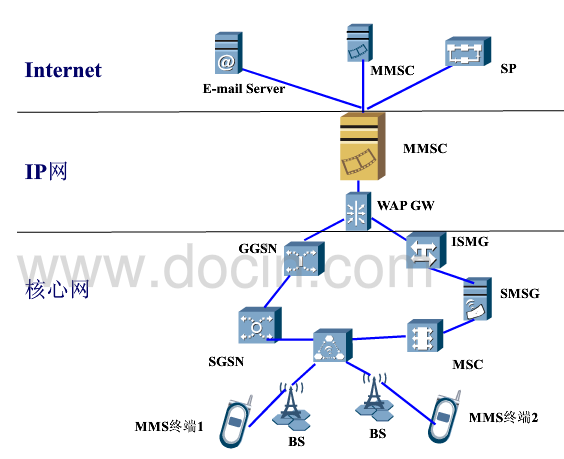 Internet
E-mail Server
MMSC
SP
IP网
MMSC
WAP GW
GGSN
ISMG
www.docin.com
核心网
SMSG
SGSN
MSC
MMS终端1
BS
BS
MMS终端2